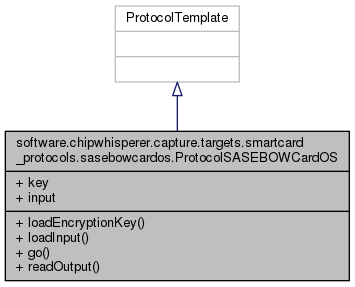 ProtocolTemplate
software.chipwhisperer.capture.targets.smartcard
_protocols.sasebowcardos.ProtocolSASEBOWCardOS
+ key
+ input
+ loadEncryptionKey()
+ loadInput()
+ go()
+ readOutput()